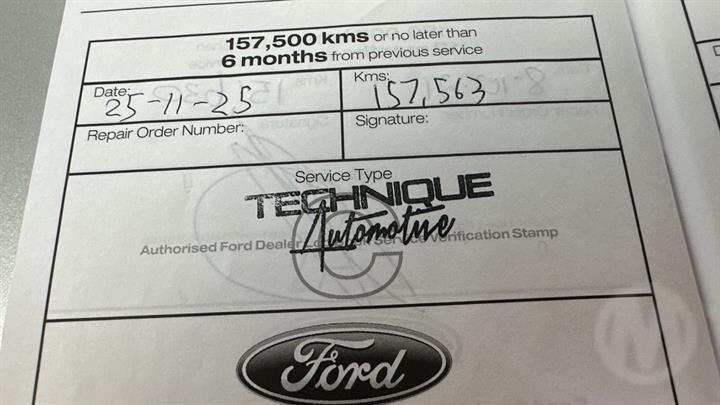 157,500 kms or no later than
6 months from previous service
Date: 25-11-25
Kms: 157,563
Repair Order Number:
Signature:
Service Type
TECHNIQUE
Automotive
C
Authorised Ford Dealer Service Verification Stamp
Ford